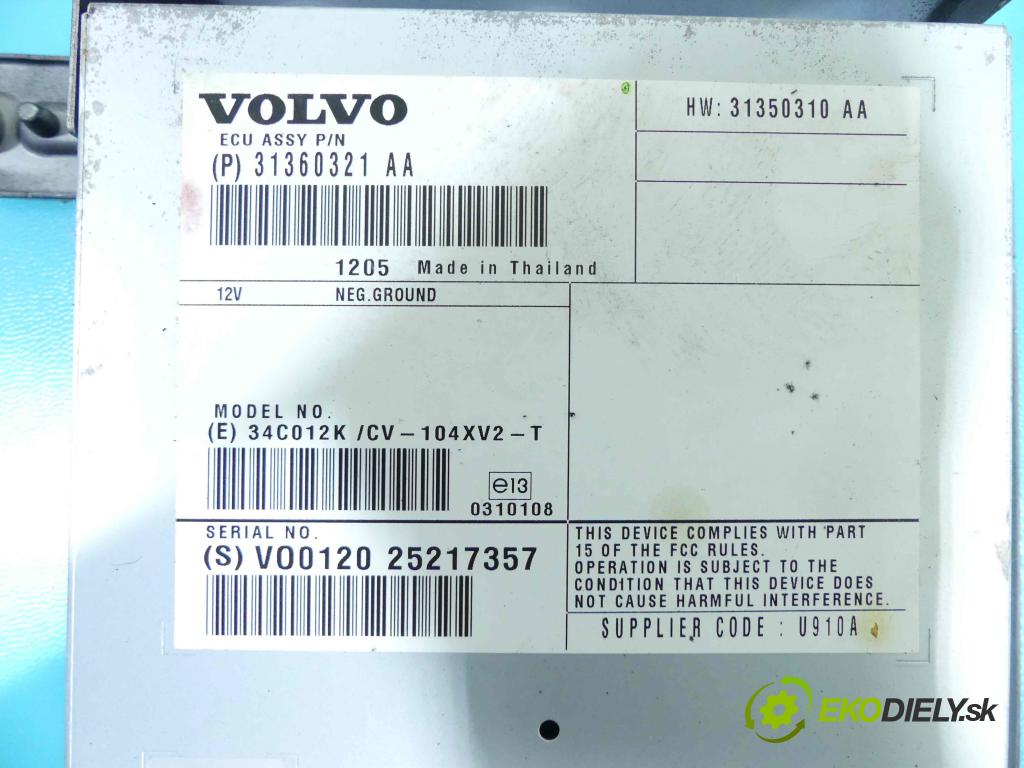 VOLVO
ECU ASSY P/N
(P) 31360321 AA
HW: 31350310 AA
1205 Made in Thailand
12V NEG.GROUND
MODEL NO.
(E) 34C012K /CV-104XV2-T
e13
0310108
SERIAL NO.
(S) VO0120 25217357
THIS DEVICE COMPLIES WITH PART
15 OF THE FCC RULES.
OPERATION IS SUBJECT TO THE
CONDITION THAT THIS DEVICE DOES
NOT CAUSE HARMFUL INTERFERENCE.
SUPPLIER CODE : U910A
EKODIELY.sk